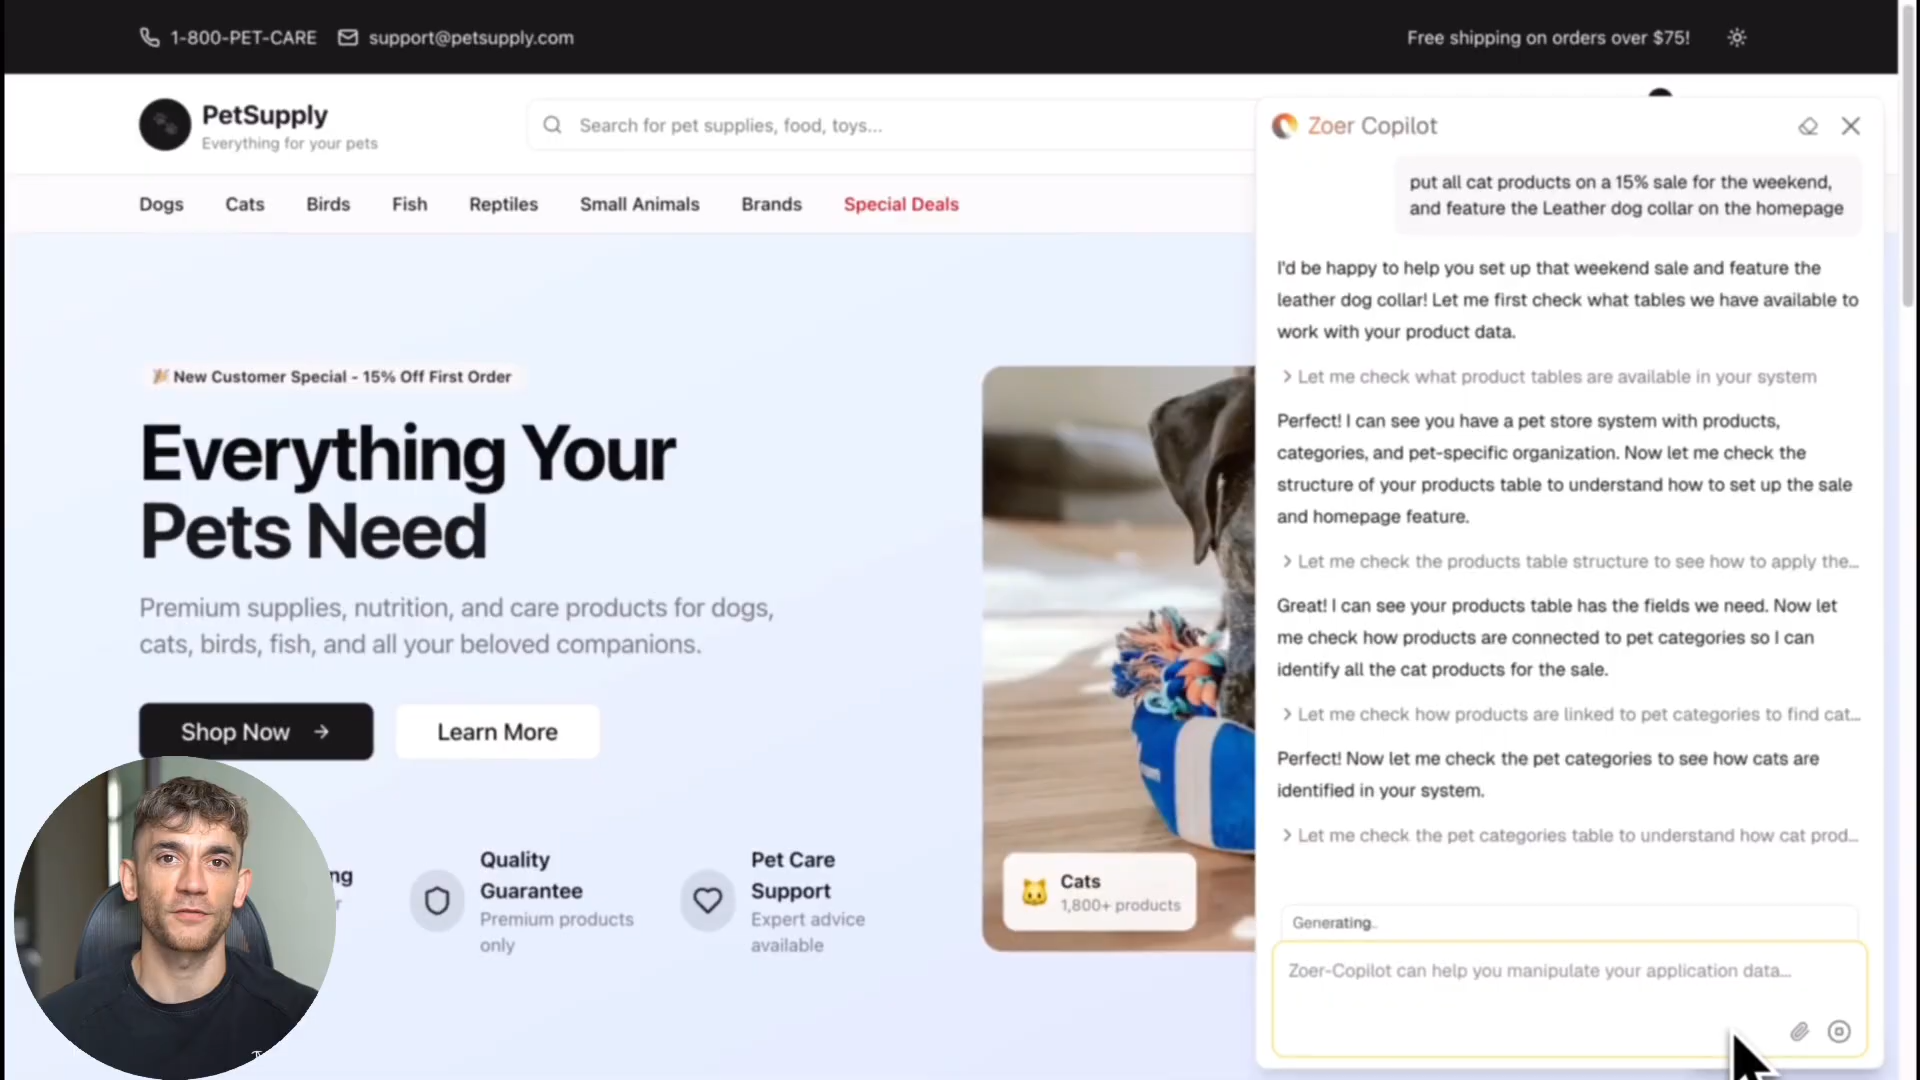 1-800-PET-CARE
support@petsupply.com
Free shipping on orders over $75!
PetSupply
Everything for your pets
Search for pet supplies, food, toys...
Dogs
Cats
Birds
Fish
Reptiles
Small Animals
Brands
Special Deals
New Customer Special - 15% Off First Order
Everything Your
Pets Need
Premium supplies, nutrition, and care products for dogs,
cats, birds, fish, and all your beloved companions.
Shop Now
Learn More
Quality
Guarantee
Premium products
only
Pet Care
Support
Expert advice
available
Cats
1,800+ products
Zoer Copilot
put all cat products on a 15% sale for the weekend,
and feature the Leather dog collar on the homepage
I'd be happy to help you set up that weekend sale and feature the
leather dog collar! Let me first check what tables we have available to
work with your product data.
Let me check what product tables are available in your system
Perfect! I can see you have a pet store system with products,
categories, and pet-specific organization. Now let me check the
structure of your products table to understand how to set up the sale
and homepage feature.
Let me check the products table structure to see how to apply the...
Great! I can see your products table has the fields we need. Now let
me check how products are connected to pet categories so I can
identify all the cat products for the sale.
Let me check how products are linked to pet categories to find cat...
Perfect! Now let me check the pet categories to see how cats are
identified in your system.
Let me check the pet categories table to understand how cat prod...
Generating..
Zoer-Copilot can help you manipulate your application data...